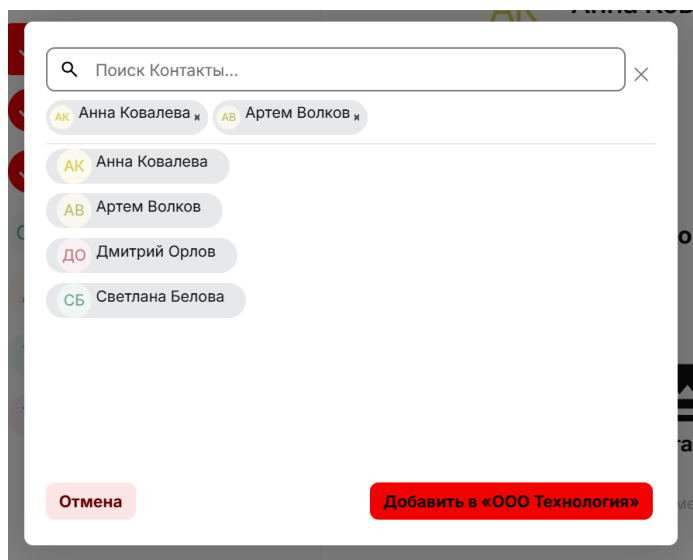 Поиск Контакты...
АК Анна Ковалева × АВ Артем Волков ×
АК Анна Ковалева
АВ Артем Волков
ДО Дмитрий Орлов
СБ Светлана Белова
Отмена Добавить в «ООО Технология»